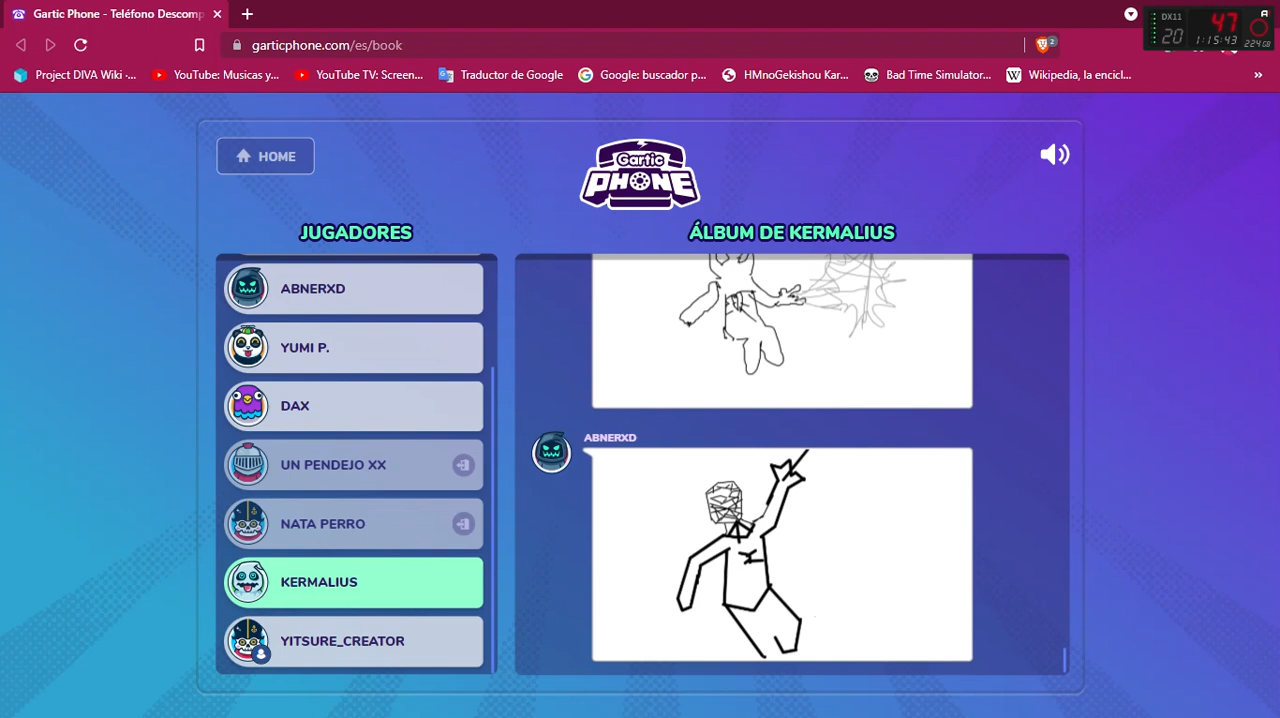 Gartic Phone - Teléfono Descomp
DX11
47
20
1:15:43
224GB
garticphone.com/es/book
2
Project DIVA Wiki -...
YouTube: Musicas y...
YouTube TV: Screen...
Traductor de Google
Google: buscador p...
HMnoGekishou Kar...
Bad Time Simulator...
Wikipedia, la encicl...
HOME
Gartic
PHONE
JUGADORES
ÁLBUM DE KERMALIUS
ABNERXD
YUMI P.
DAX
UN PENDEJO XX
NATA PERRO
KERMALIUS
YITSURE_CREATOR
ABNERXD